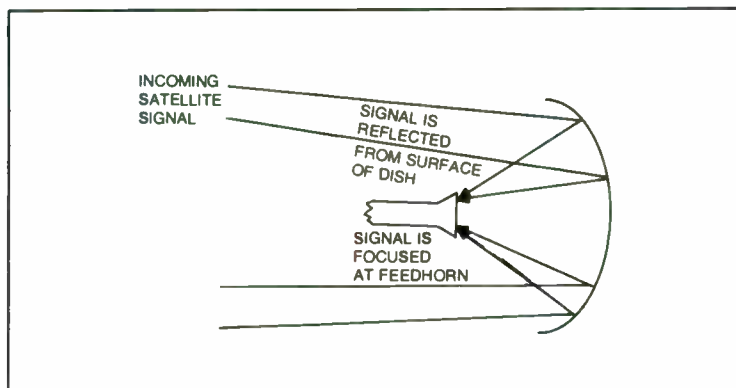 INCOMING
SATELLITE
SIGNAL
SIGNAL IS
REFLECTED
FROM SURFACE
OF DISH
SIGNAL IS
FOCUSED
AT FEEDHORN